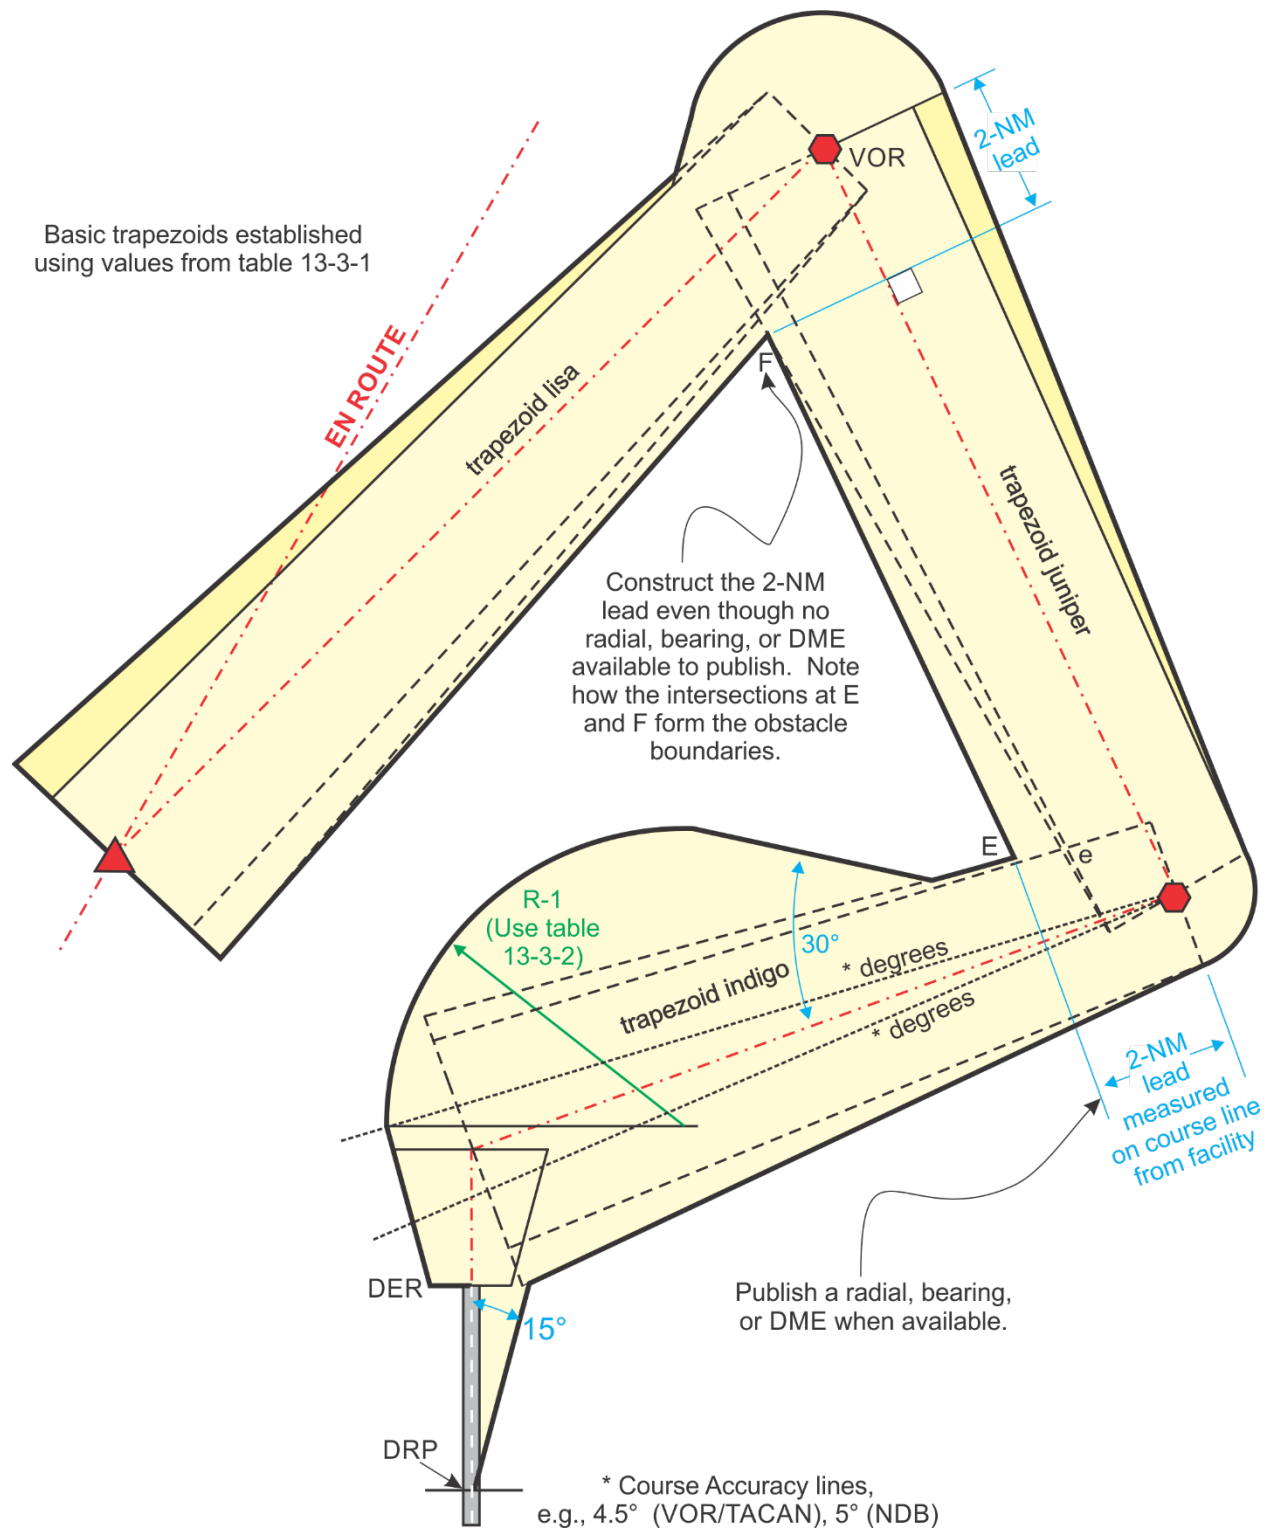 2-NM
lead
VOR
Basic trapezoids established
using values from table 13-3-1
EN ROUTE
trapezoid lisa
F
trapezoid juniper
Construct the 2-NM
lead even though no
radial, bearing, or DME
available to publish.  Note
how the intersections at E
and F form the obstacle
boundaries.
E
e
R-1
(Use table
13-3-2)
30°
* degrees
trapezoid indigo
* degrees
2-NM
lead
measured
on course line
from facility
DER
15°
Publish a radial, bearing,
or DME when available.
DRP
* Course Accuracy lines,
e.g., 4.5°  (VOR/TACAN), 5° (NDB)